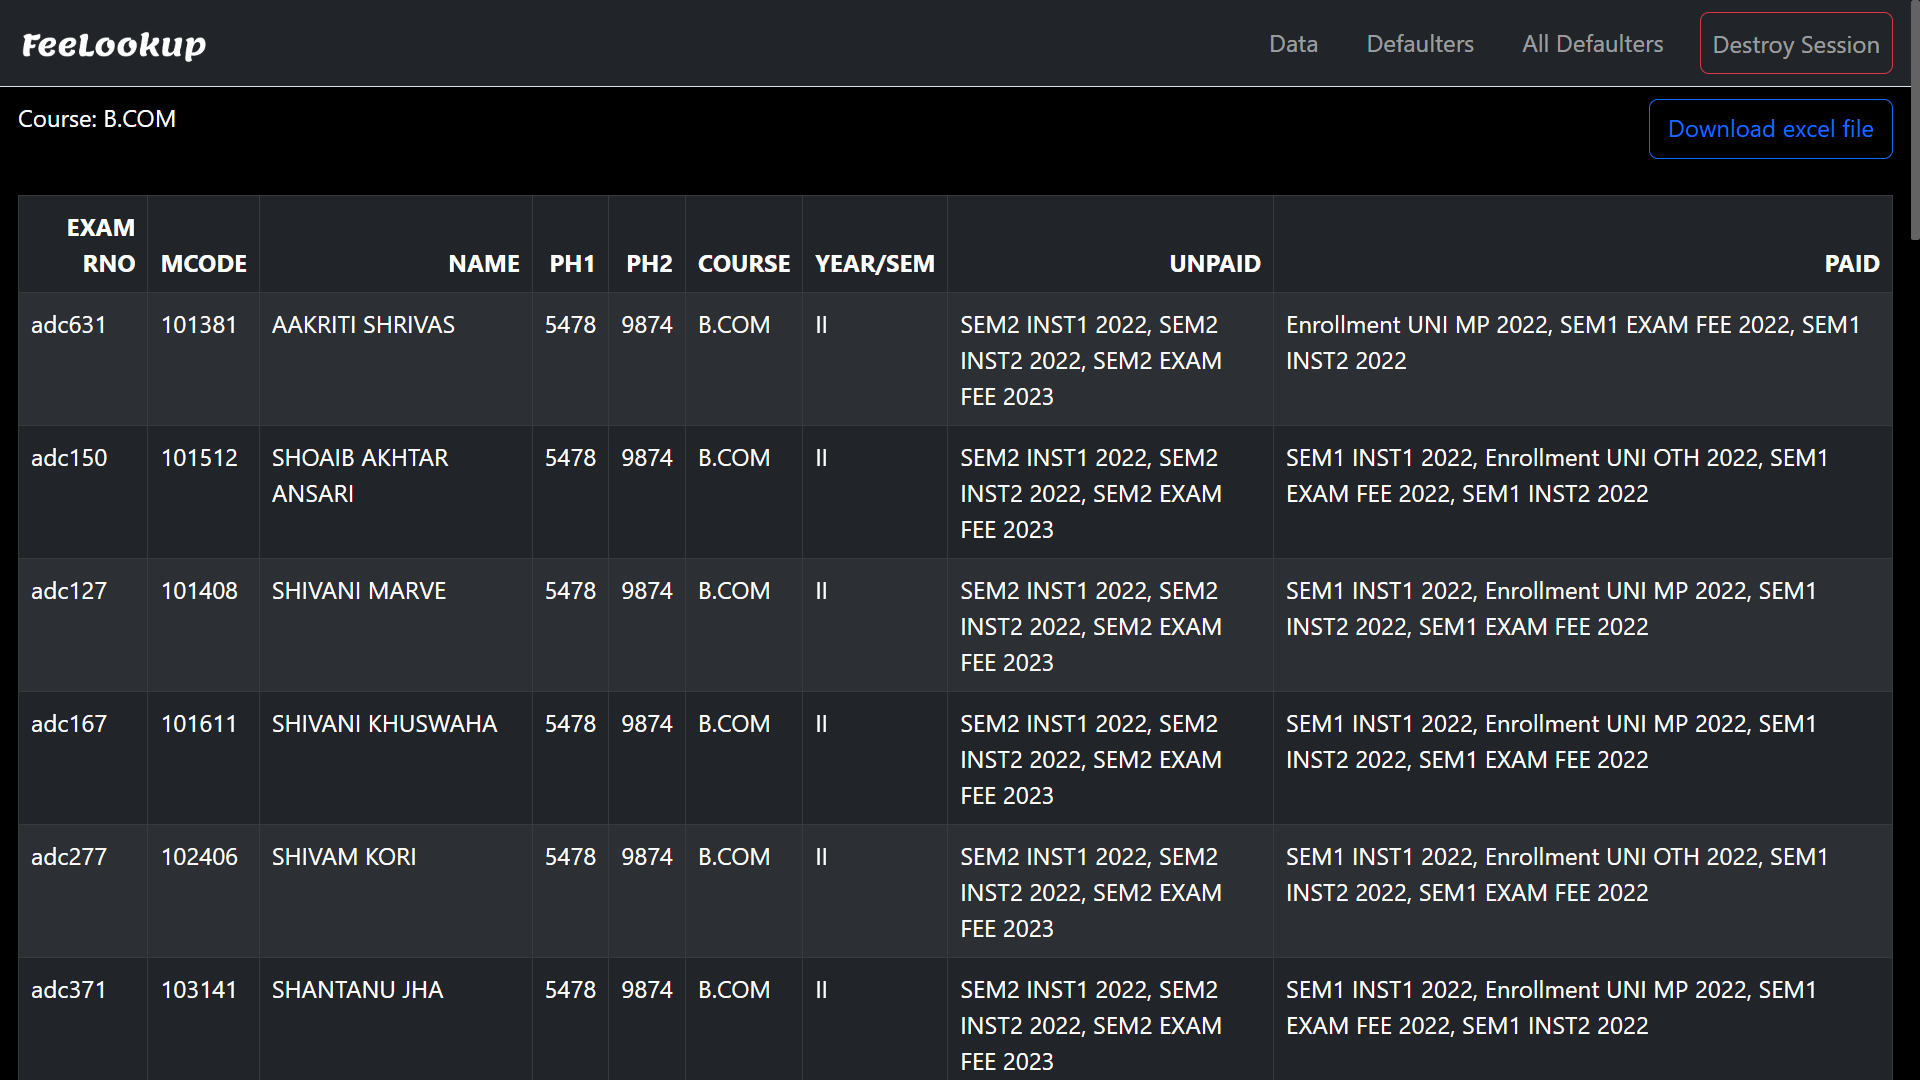 FeeLookup
Data Defaulters All Defaulters Destroy Session
Course: B.COM
Download excel file
EXAM RNO MCODE NAME PH1 PH2 COURSE YEAR/SEM UNPAID PAID
adc631 101381 AAKRITI SHRIVAS 5478 9874 B.COM II SEM2 INST1 2022, SEM2 Enrollment UNI MP 2022, SEM1 EXAM FEE 2022, SEM1
INST2 2022, SEM2 EXAM INST2 2022
FEE 2023
adc150 101512 SHOAIB AKHTAR 5478 9874 B.COM II SEM2 INST1 2022, SEM2 SEM1 INST1 2022, Enrollment UNI OTH 2022, SEM1
ANSARI INST2 2022, SEM2 EXAM EXAM FEE 2022, SEM1 INST2 2022
FEE 2023
adc127 101408 SHIVANI MARVE 5478 9874 B.COM II SEM2 INST1 2022, SEM2 SEM1 INST1 2022, Enrollment UNI MP 2022, SEM1
INST2 2022, SEM2 EXAM INST2 2022, SEM1 EXAM FEE 2022
FEE 2023
adc167 101611 SHIVANI KHUSWAHA 5478 9874 B.COM II SEM2 INST1 2022, SEM2 SEM1 INST1 2022, Enrollment UNI MP 2022, SEM1
INST2 2022, SEM2 EXAM INST2 2022, SEM1 EXAM FEE 2022
FEE 2023
adc277 102406 SHIVAM KORI 5478 9874 B.COM II SEM2 INST1 2022, SEM2 SEM1 INST1 2022, Enrollment UNI OTH 2022, SEM1
INST2 2022, SEM2 EXAM INST2 2022, SEM1 EXAM FEE 2022
FEE 2023
adc371 103141 SHANTANU JHA 5478 9874 B.COM II SEM2 INST1 2022, SEM2 SEM1 INST1 2022, Enrollment UNI MP 2022, SEM1
INST2 2022, SEM2 EXAM EXAM FEE 2022, SEM1 INST2 2022
FEE 2023